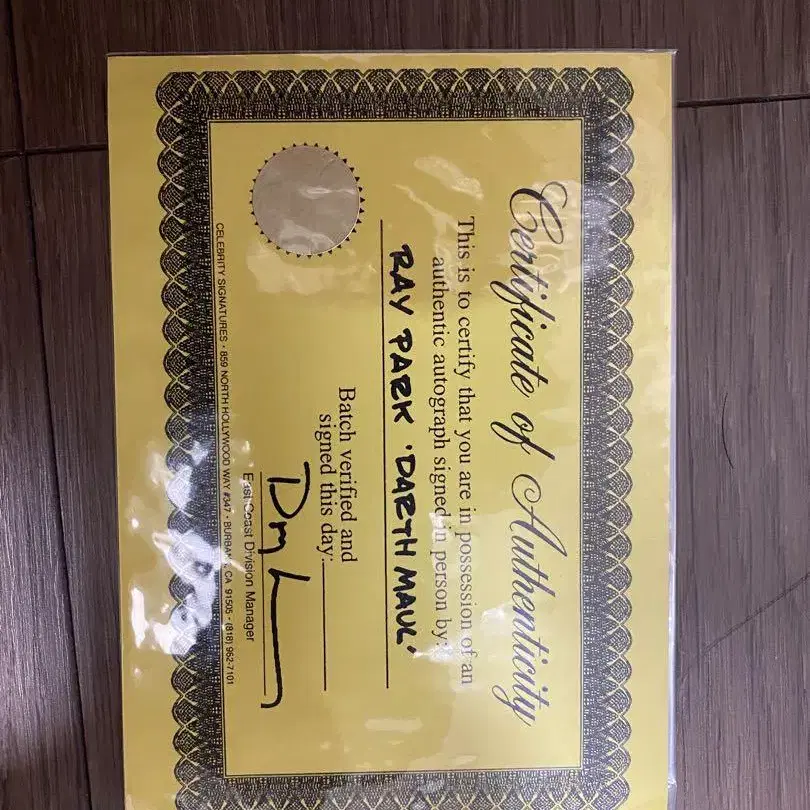 Certificate of Authenticity
This is to certify that you are in possession of an
authentic autograph signed in person by:
RAY PARK 'DARTH MAUL'
Batch verified and
signed this day:
East Coast Division Manager
CELEBRITY SIGNATURES • 859 NORTH HOLLYWOOD WAY #347 • BURBANK, CA 91505 • (818) 952-7101